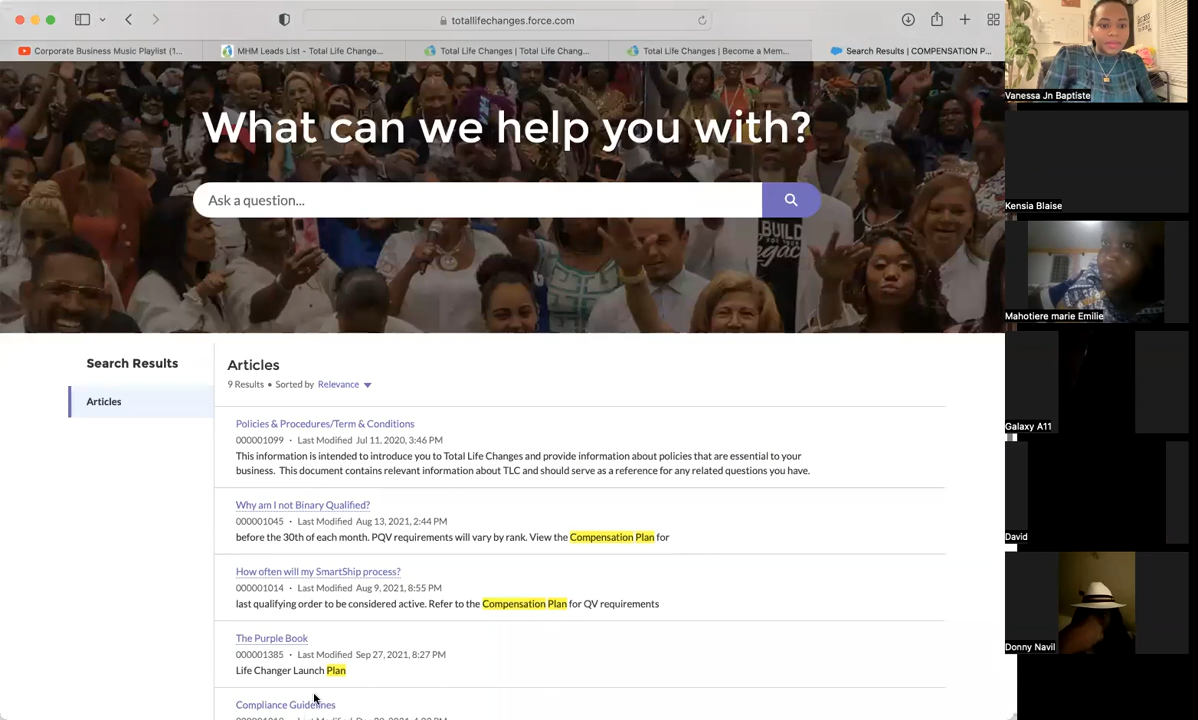 totallifechanges.force.com
Corporate Business Music Playlist (1...
MHM Leads List - Total Life Change...
Total Life Changes | Total Life Chang...
Total Life Changes | Become a Mem...
Search Results | COMPENSATION P...
What can we help you with?
Ask a question...
BUILD
FOR YOUR
Legacy
Search Results
Articles
Articles
9 Results • Sorted by Relevance
Policies & Procedures/Term & Conditions
000001099 • Last Modified Jul 11, 2020, 3:46 PM
This information is intended to introduce you to Total Life Changes and provide information about policies that are essential to your
business. This document contains relevant information about TLC and should serve as a reference for any related questions you have.
Why am I not Binary Qualified?
000001045 • Last Modified Aug 13, 2021, 2:44 PM
before the 30th of each month. PQV requirements will vary by rank. View the Compensation Plan for
How often will my SmartShip process?
000001014 • Last Modified Aug 9, 2021, 8:55 PM
last qualifying order to be considered active. Refer to the Compensation Plan for QV requirements
The Purple Book
000001385 • Last Modified Sep 27, 2021, 8:27 PM
Life Changer Launch Plan
Compliance Guidelines
Vanessa Jn Baptiste
Kensia Blaise
Mahotiere marie Emilie
Galaxy A11
David
Donny Navil